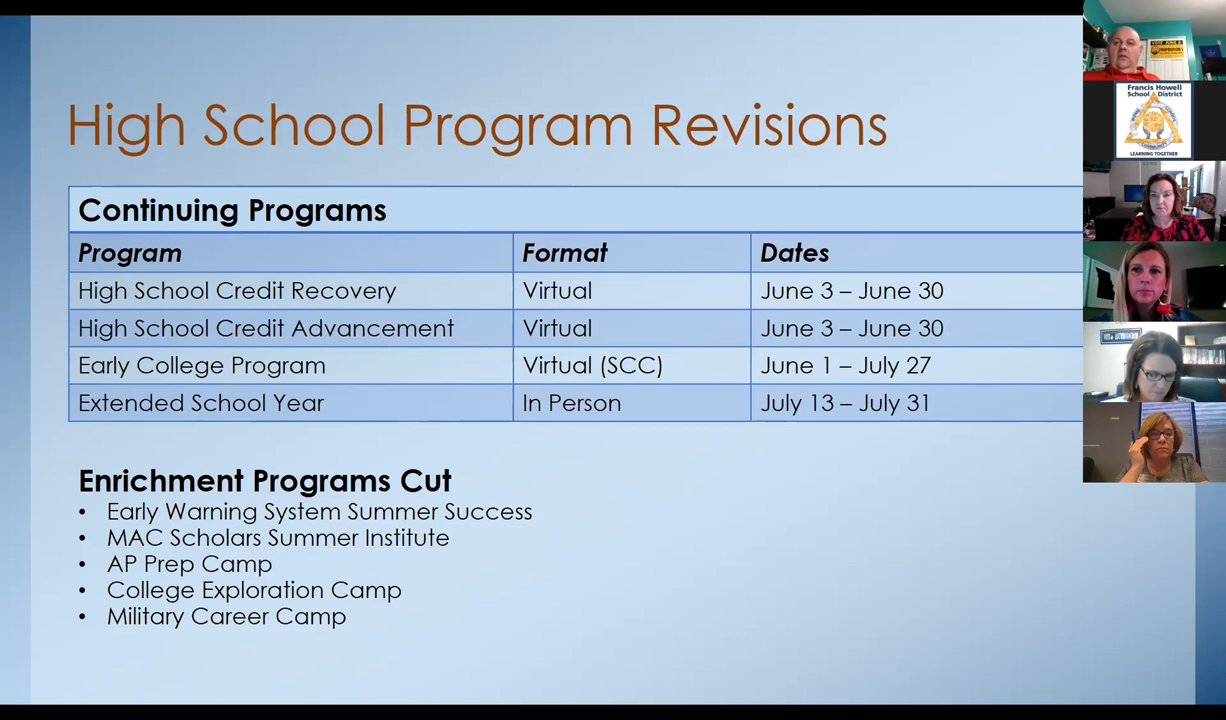 High School Program Revisions
Continuing Programs
Program Format Dates
High School Credit Recovery Virtual June 3 – June 30
High School Credit Advancement Virtual June 3 – June 30
Early College Program Virtual (SCC) June 1 – July 27
Extended School Year In Person July 13 – July 31
Enrichment Programs Cut
• Early Warning System Summer Success
• MAC Scholars Summer Institute
• AP Prep Camp
• College Exploration Camp
• Military Career Camp
VOTE JUNE 2
Francis Howell
School District
LEARNING TOGETHER